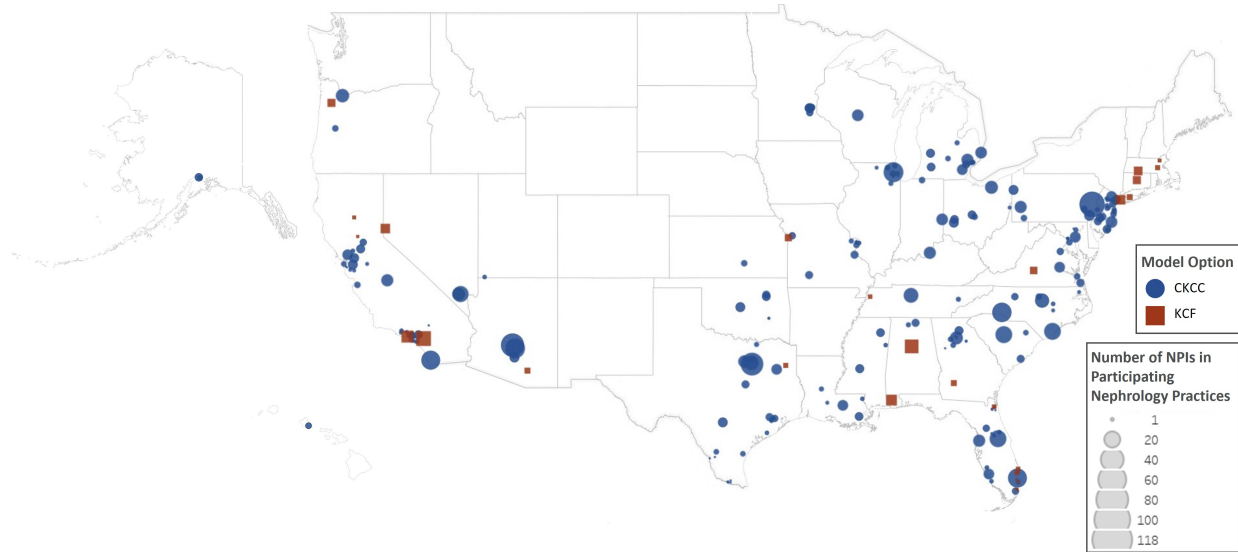 Model Option
CKCC
KCF
Number of NPIs in
Participating
Nephrology Practices
1
20
40
60
80
100
118